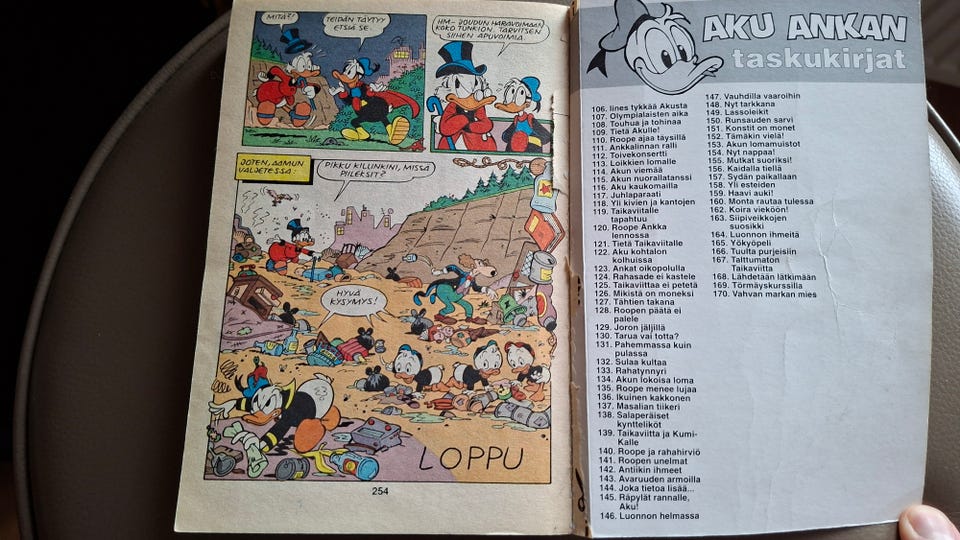 MITÄ?!
TEIDÄN TÄYTYY
ETSIÄ SE.
HM- JOUDUN HARAVOIMAAN
KOKO TUNKION. TARVITSEN
SIIHEN APUVOIMIA.
JOTEN, AAMUN
VALJETESSA:
PIKKU KILLINKINI, MISSÄ
PIILEKSIT?
HYVÄ
KYSYMYS!
LOPPU
254
AKU ANKAN
taskukirjat
106. Iines tykkää Akusta
107. Olympialaisten aika
108. Touhua ja tohinaa
109. Tietä Akulle!
110. Roope ajaa täysillä
111. Ankkalinnan ralli
112. Toivekonsertti
113. Loikkien lomalle
114. Akun viemää
115. Akun nuorallatanssi
116. Aku kaukomailla
117. Juhlaparaati
118. Yli kivien ja kantojen
119. Taikaviitalle
tapahtuu
120. Roope Ankka
lennossa
121. Tietä Taikaviitalle
122. Aku kohtalon
kolhuissa
123. Ankat oikopolulla
124. Rahasade ei kastele
125. Taikaviittaa ei petetä
126. Mikistä on moneksi
127. Tähtien takana
128. Roopen päätä ei
palele
129. Joron jäljillä
130. Tarua vai totta?
131. Pahemmassa kuin
pulassa
132. Sulaa kultaa
133. Rahatynnyri
134. Akun lokoisa loma
135. Roope menee lujaa
136. Ikuinen kakkonen
137. Masalian tiikeri
138. Salaperäiset
kyntteliköt
139. Taikaviitta ja Kumi-
Kalle
140. Roope ja rahahirviö
141. Roopen unelmat
142. Antiikin ihmeet
143. Avaruuden armoilla
144. Joka tietoa lisää...
145. Räpylät rannalle,
Aku!
146. Luonnon helmassa
147. Vauhdilla vaaroihin
148. Nyt tarkkana
149. Lassoleikit
150. Runsauden sarvi
151. Konstit on monet
152. Tämäkin vielä!
153. Akun lomamuistot
154. Nyt nappaa!
155. Mutkat suoriksi!
156. Kaidalla tiellä
157. Sydän paikallaan
158. Yli esteiden
159. Haavi auki!
160. Monta rautaa tulessa
162. Koira vieköön!
163. Siipiveikkojen
suosikki
164. Luonnon ihmeitä
165. Yökyöpeli
166. Tuulta purjeisiin
167. Talttumaton
Taikaviitta
168. Lähdetään lätkimään
169. Törmäyskurssilla
170. Vahvan markan mies